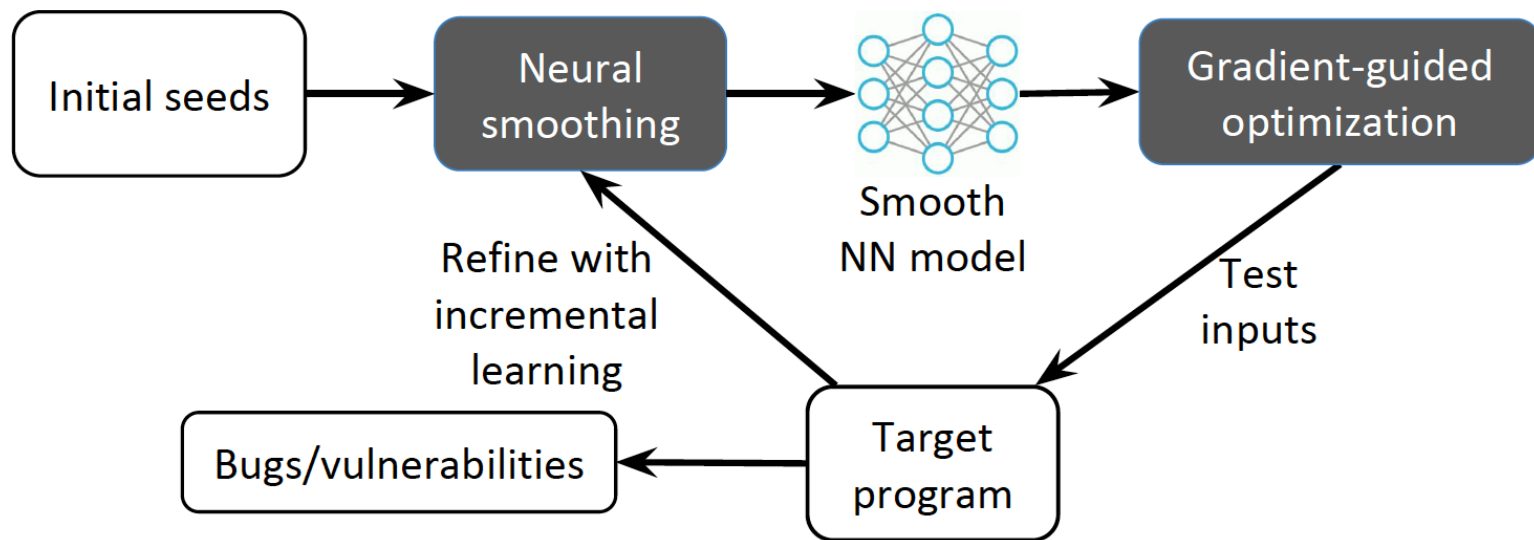 Initial seeds
Neural
smoothing
Gradient-guided
optimization
Smooth
NN model
Refine with
incremental
learning
Test
inputs
Bugs/vulnerabilities
Target
program